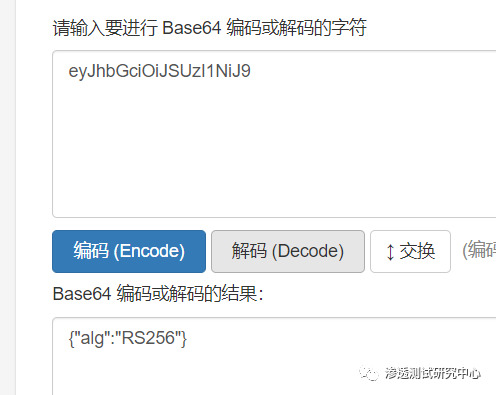 请输入要进行 Base64 编码或解码的字符
eyJhbGciOiJSUzI1NiJ9
编码 (Encode) 解码 (Decode) ↕ 交换 (编码
Base64 编码或解码的结果：
{"alg":"RS256"}
渗透测试研究中心